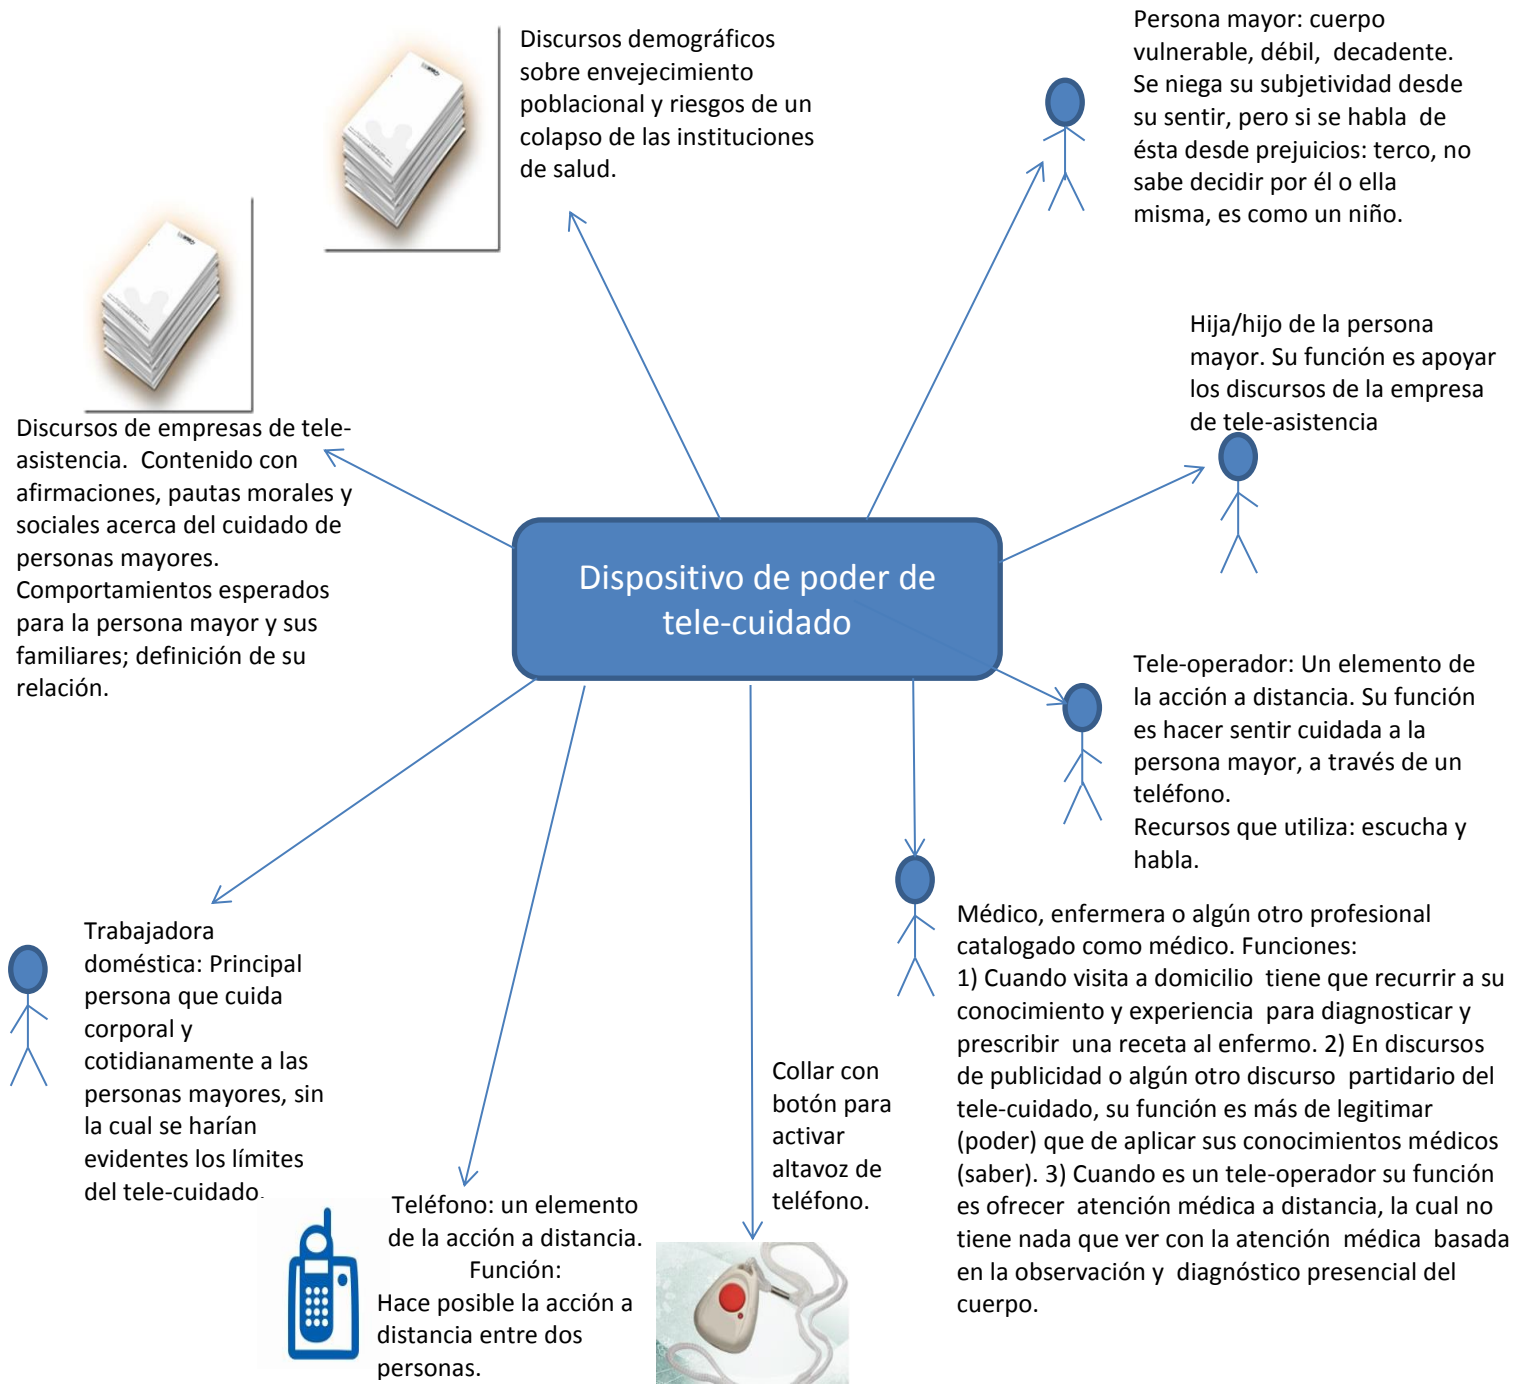 Discursos demográficos
sobre envejecimiento
poblacional y riesgos de un
colapso de las instituciones
de salud.
Persona mayor: cuerpo
vulnerable, débil, decadente.
Se niega su subjetividad desde
su sentir, pero si se habla de
ésta desde prejuicios: terco, no
sabe decidir por él o ella
misma, es como un niño.
Hija/hijo de la persona
mayor. Su función es apoyar
los discursos de la empresa
de tele-asistencia
Discursos de empresas de tele-
asistencia. Contenido con
afirmaciones, pautas morales y
sociales acerca del cuidado de
personas mayores.
Comportamientos esperados
para la persona mayor y sus
familiares; definición de su
relación.
Dispositivo de poder de
tele-cuidado
Tele-operador: Un elemento de
la acción a distancia. Su función
es hacer sentir cuidada a la
persona mayor, a través de un
teléfono.
Recursos que utiliza: escucha y
habla.
Médico, enfermera o algún otro profesional
catalogado como médico. Funciones:
1) Cuando visita a domicilio tiene que recurrir a su
conocimiento y experiencia para diagnosticar y
prescribir una receta al enfermo. 2) En discursos
de publicidad o algún otro discurso partidario del
tele-cuidado, su función es más de legitimar
(poder) que de aplicar sus conocimientos médicos
(saber). 3) Cuando es un tele-operador su función
es ofrecer atención médica a distancia, la cual no
tiene nada que ver con la atención médica basada
en la observación y diagnóstico presencial del
cuerpo.
Trabajadora
doméstica: Principal
persona que cuida
corporal y
cotidianamente a las
personas mayores, sin
la cual se harían
evidentes los límites
del tele-cuidado.
Teléfono: un elemento
de la acción a distancia.
Función:
Hace posible la acción a
distancia entre dos
personas.
Collar con
botón para
activar
altavoz de
teléfono.